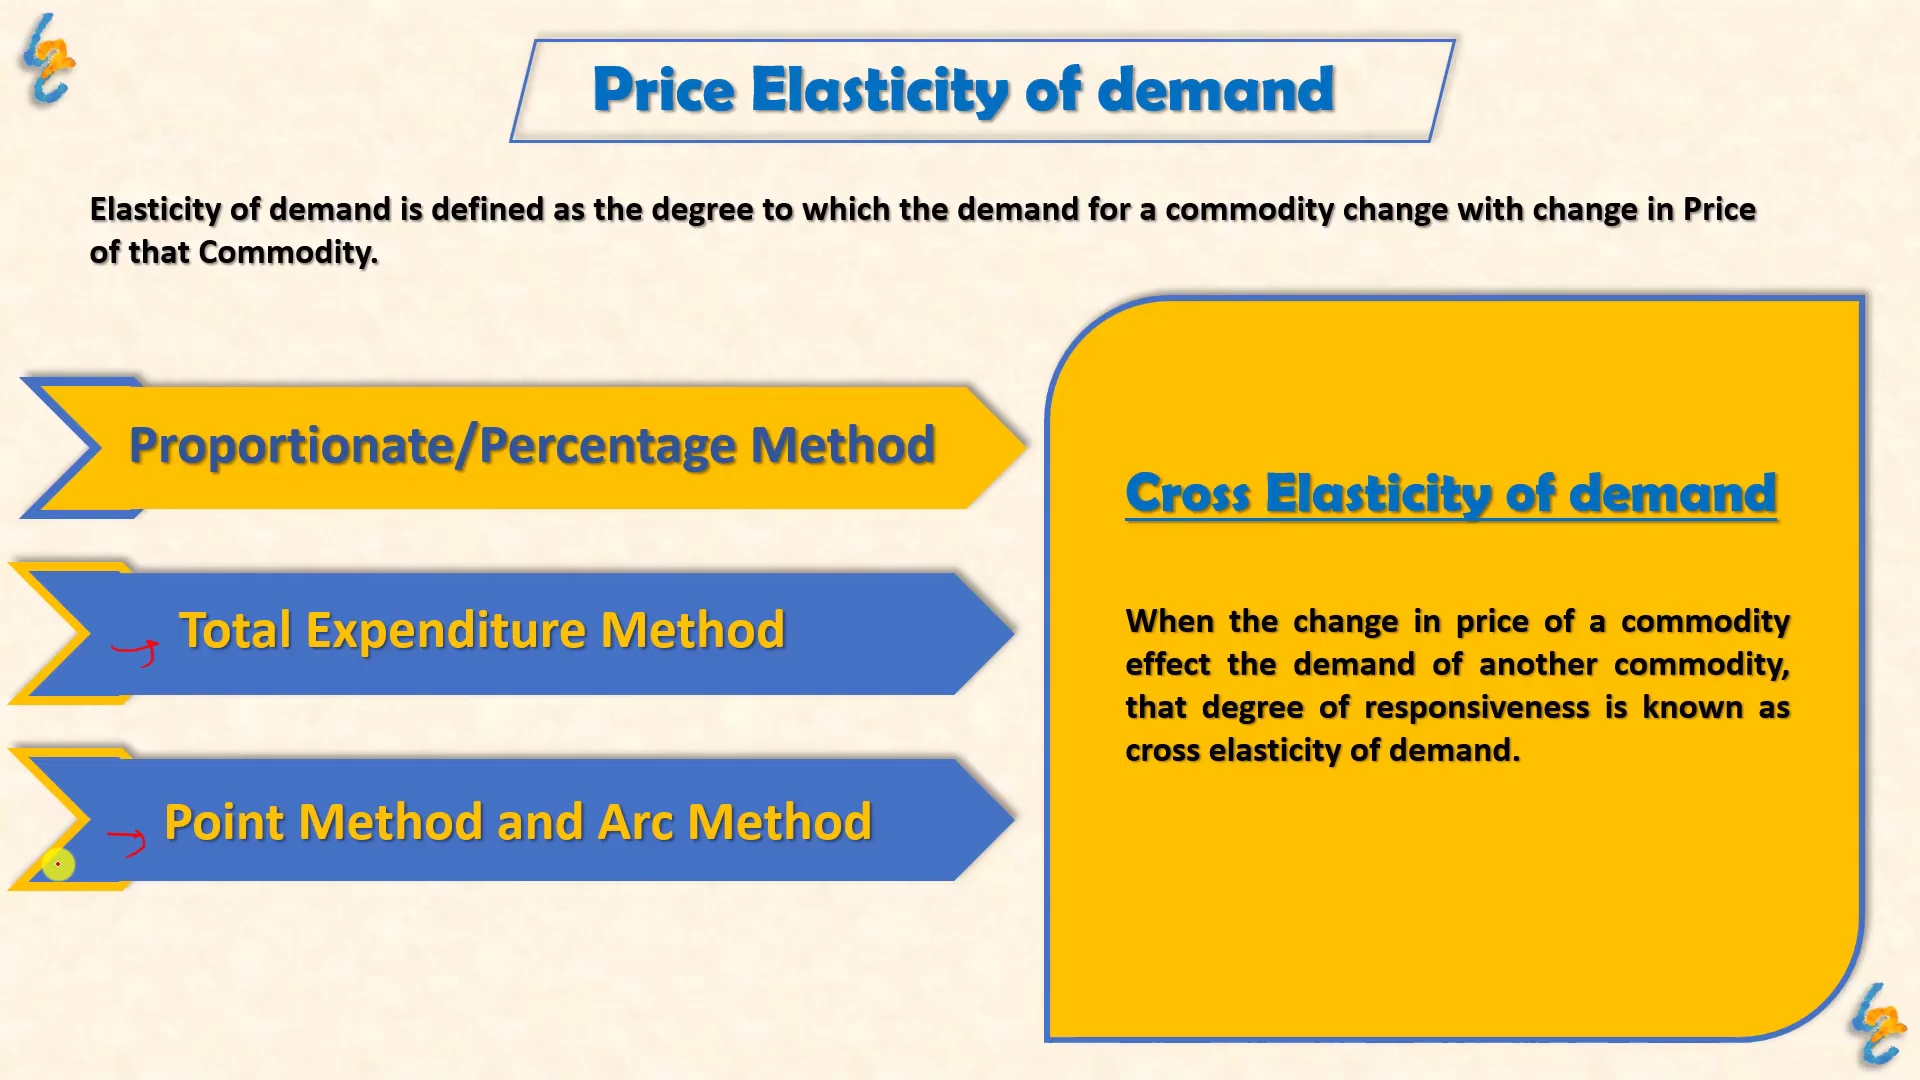 Price Elasticity of demand
Elasticity of demand is defined as the degree to which the demand for a commodity change with change in Price
of that Commodity.
Proportionate/Percentage Method
Total Expenditure Method
Point Method and Arc Method
Cross Elasticity of demand
When the change in price of a commodity
effect the demand of another commodity,
that degree of responsiveness is known as
cross elasticity of demand.